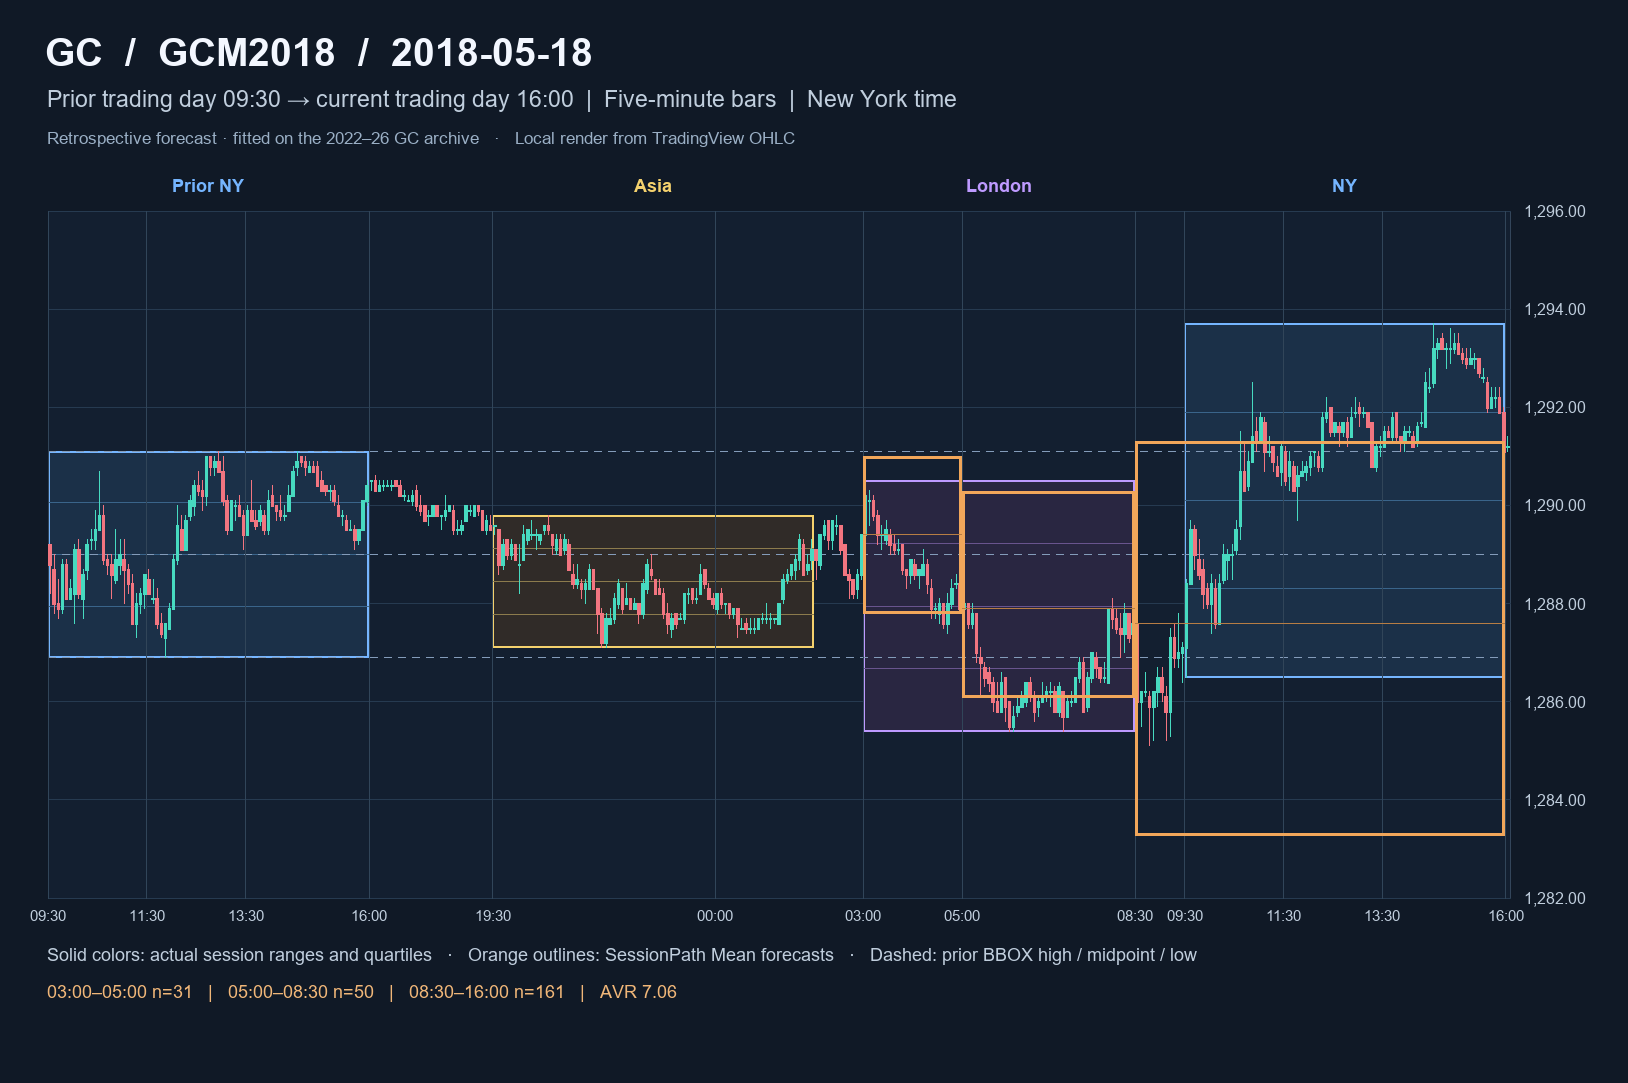 GC / GCM2018 / 2018-05-18
Prior trading day 09:30 → current trading day 16:00 | Five-minute bars | New York time
Retrospective forecast · fitted on the 2022–26 GC archive · Local render from TradingView OHLC
Prior NY Asia London NY
1,296.00
1,294.00
1,292.00
1,290.00
1,288.00
1,286.00
1,284.00
1,282.00
09:30 11:30 13:30 16:00 19:30 00:00 03:00 05:00 08:30 09:30 11:30 13:30 16:00
Solid colors: actual session ranges and quartiles · Orange outlines: SessionPath Mean forecasts · Dashed: prior BBOX high / midpoint / low
03:00–05:00 n=31 | 05:00–08:30 n=50 | 08:30–16:00 n=161 | AVR 7.06